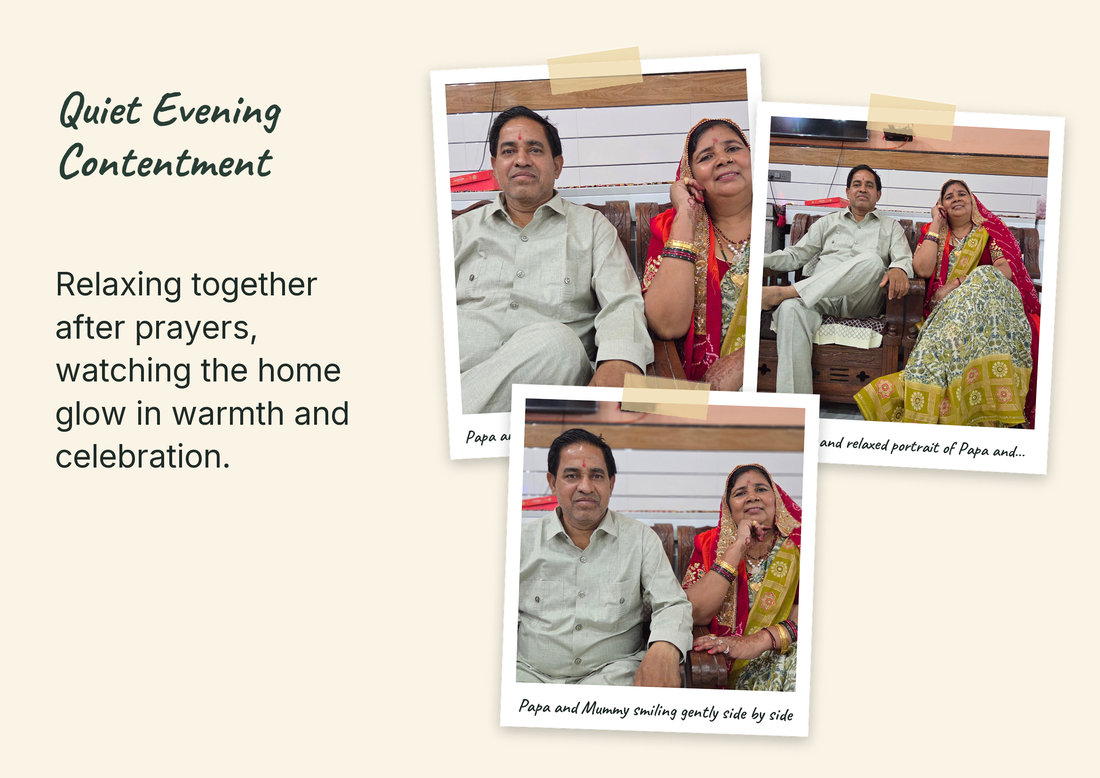 Quiet Evening
Contentment
Relaxing together
after prayers,
watching the home
glow in warmth and
celebration.
Papa
and relaxed portrait of Papa and...
Papa and Mummy smiling gently side by side